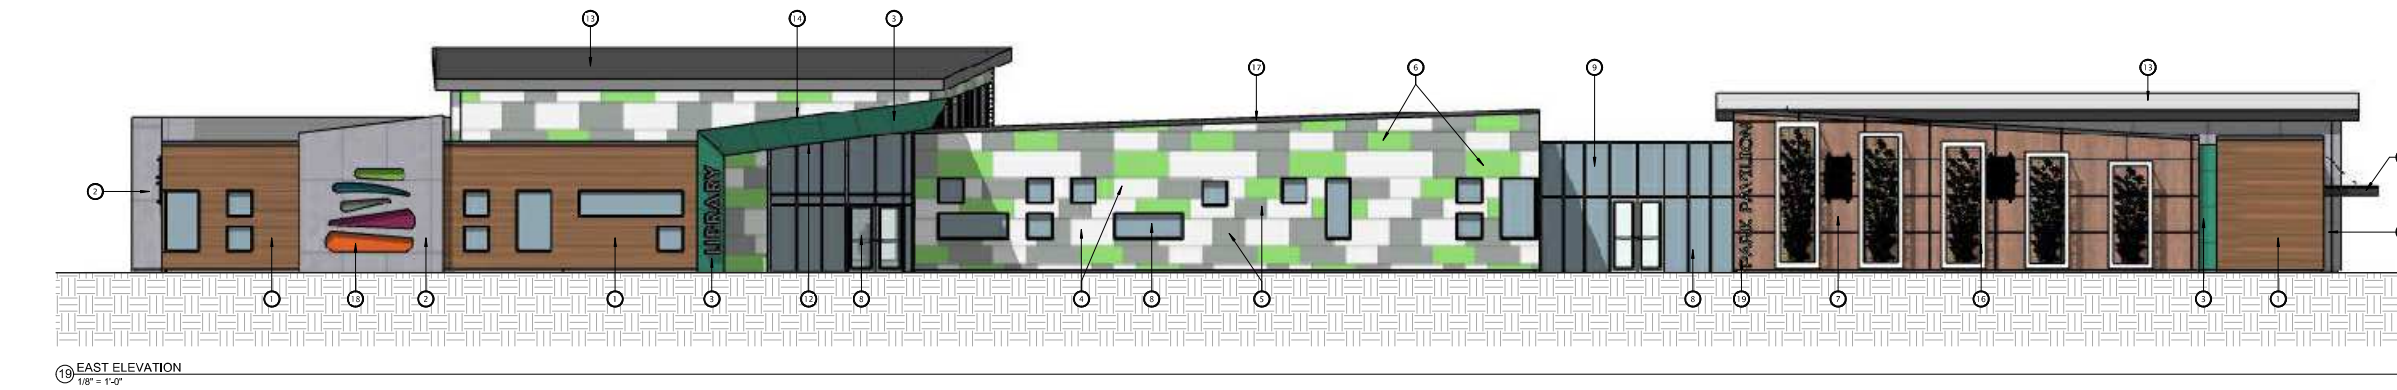 13 14 3
17 6 9 13
2
LIBRARY
PARK PAVILION
1 18 2 1 3 12 8 4 8 5 8 19 7 16 3 1
19 EAST ELEVATION
1/8" = 1'-0"